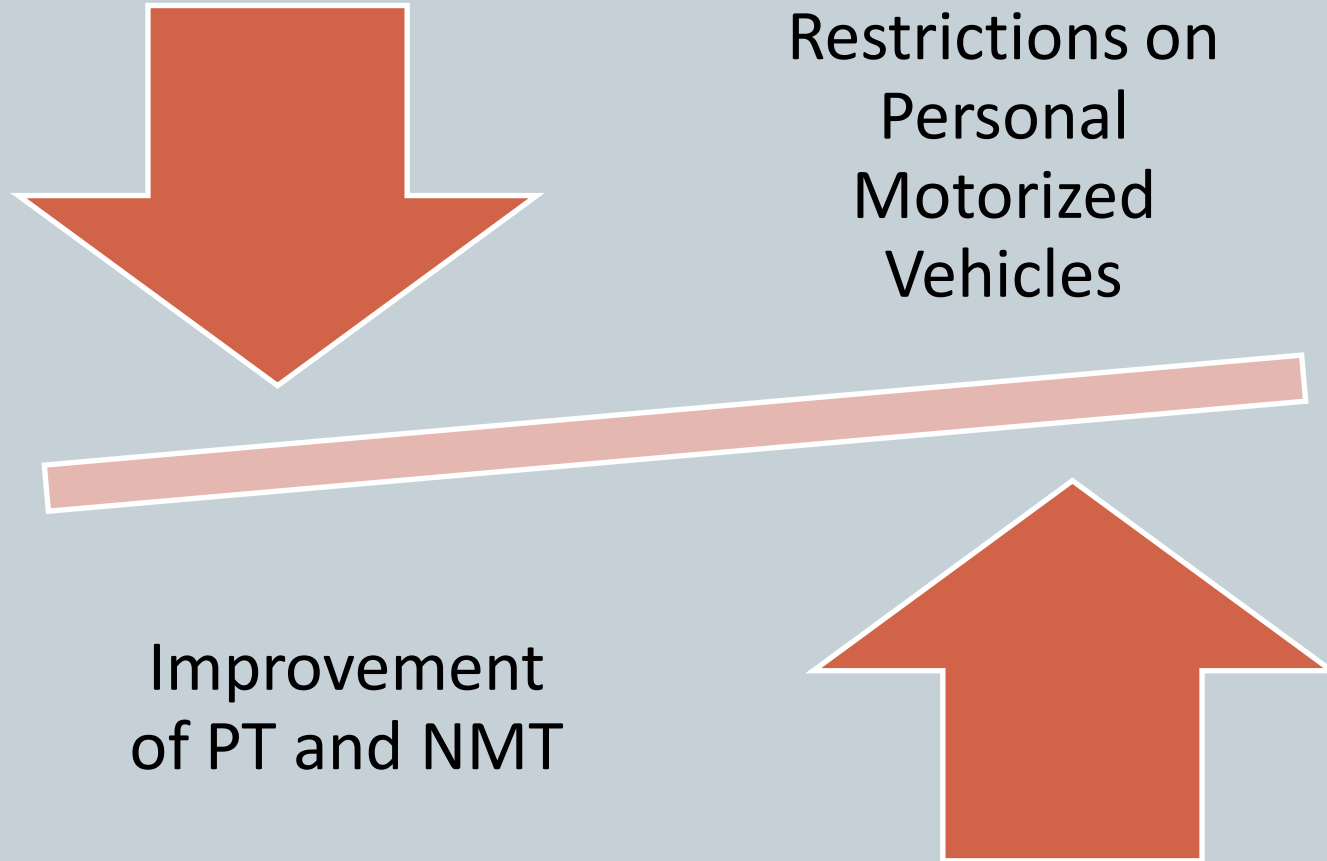 Restrictions on
Personal
Motorized
Vehicles
Improvement
of PT and NMT